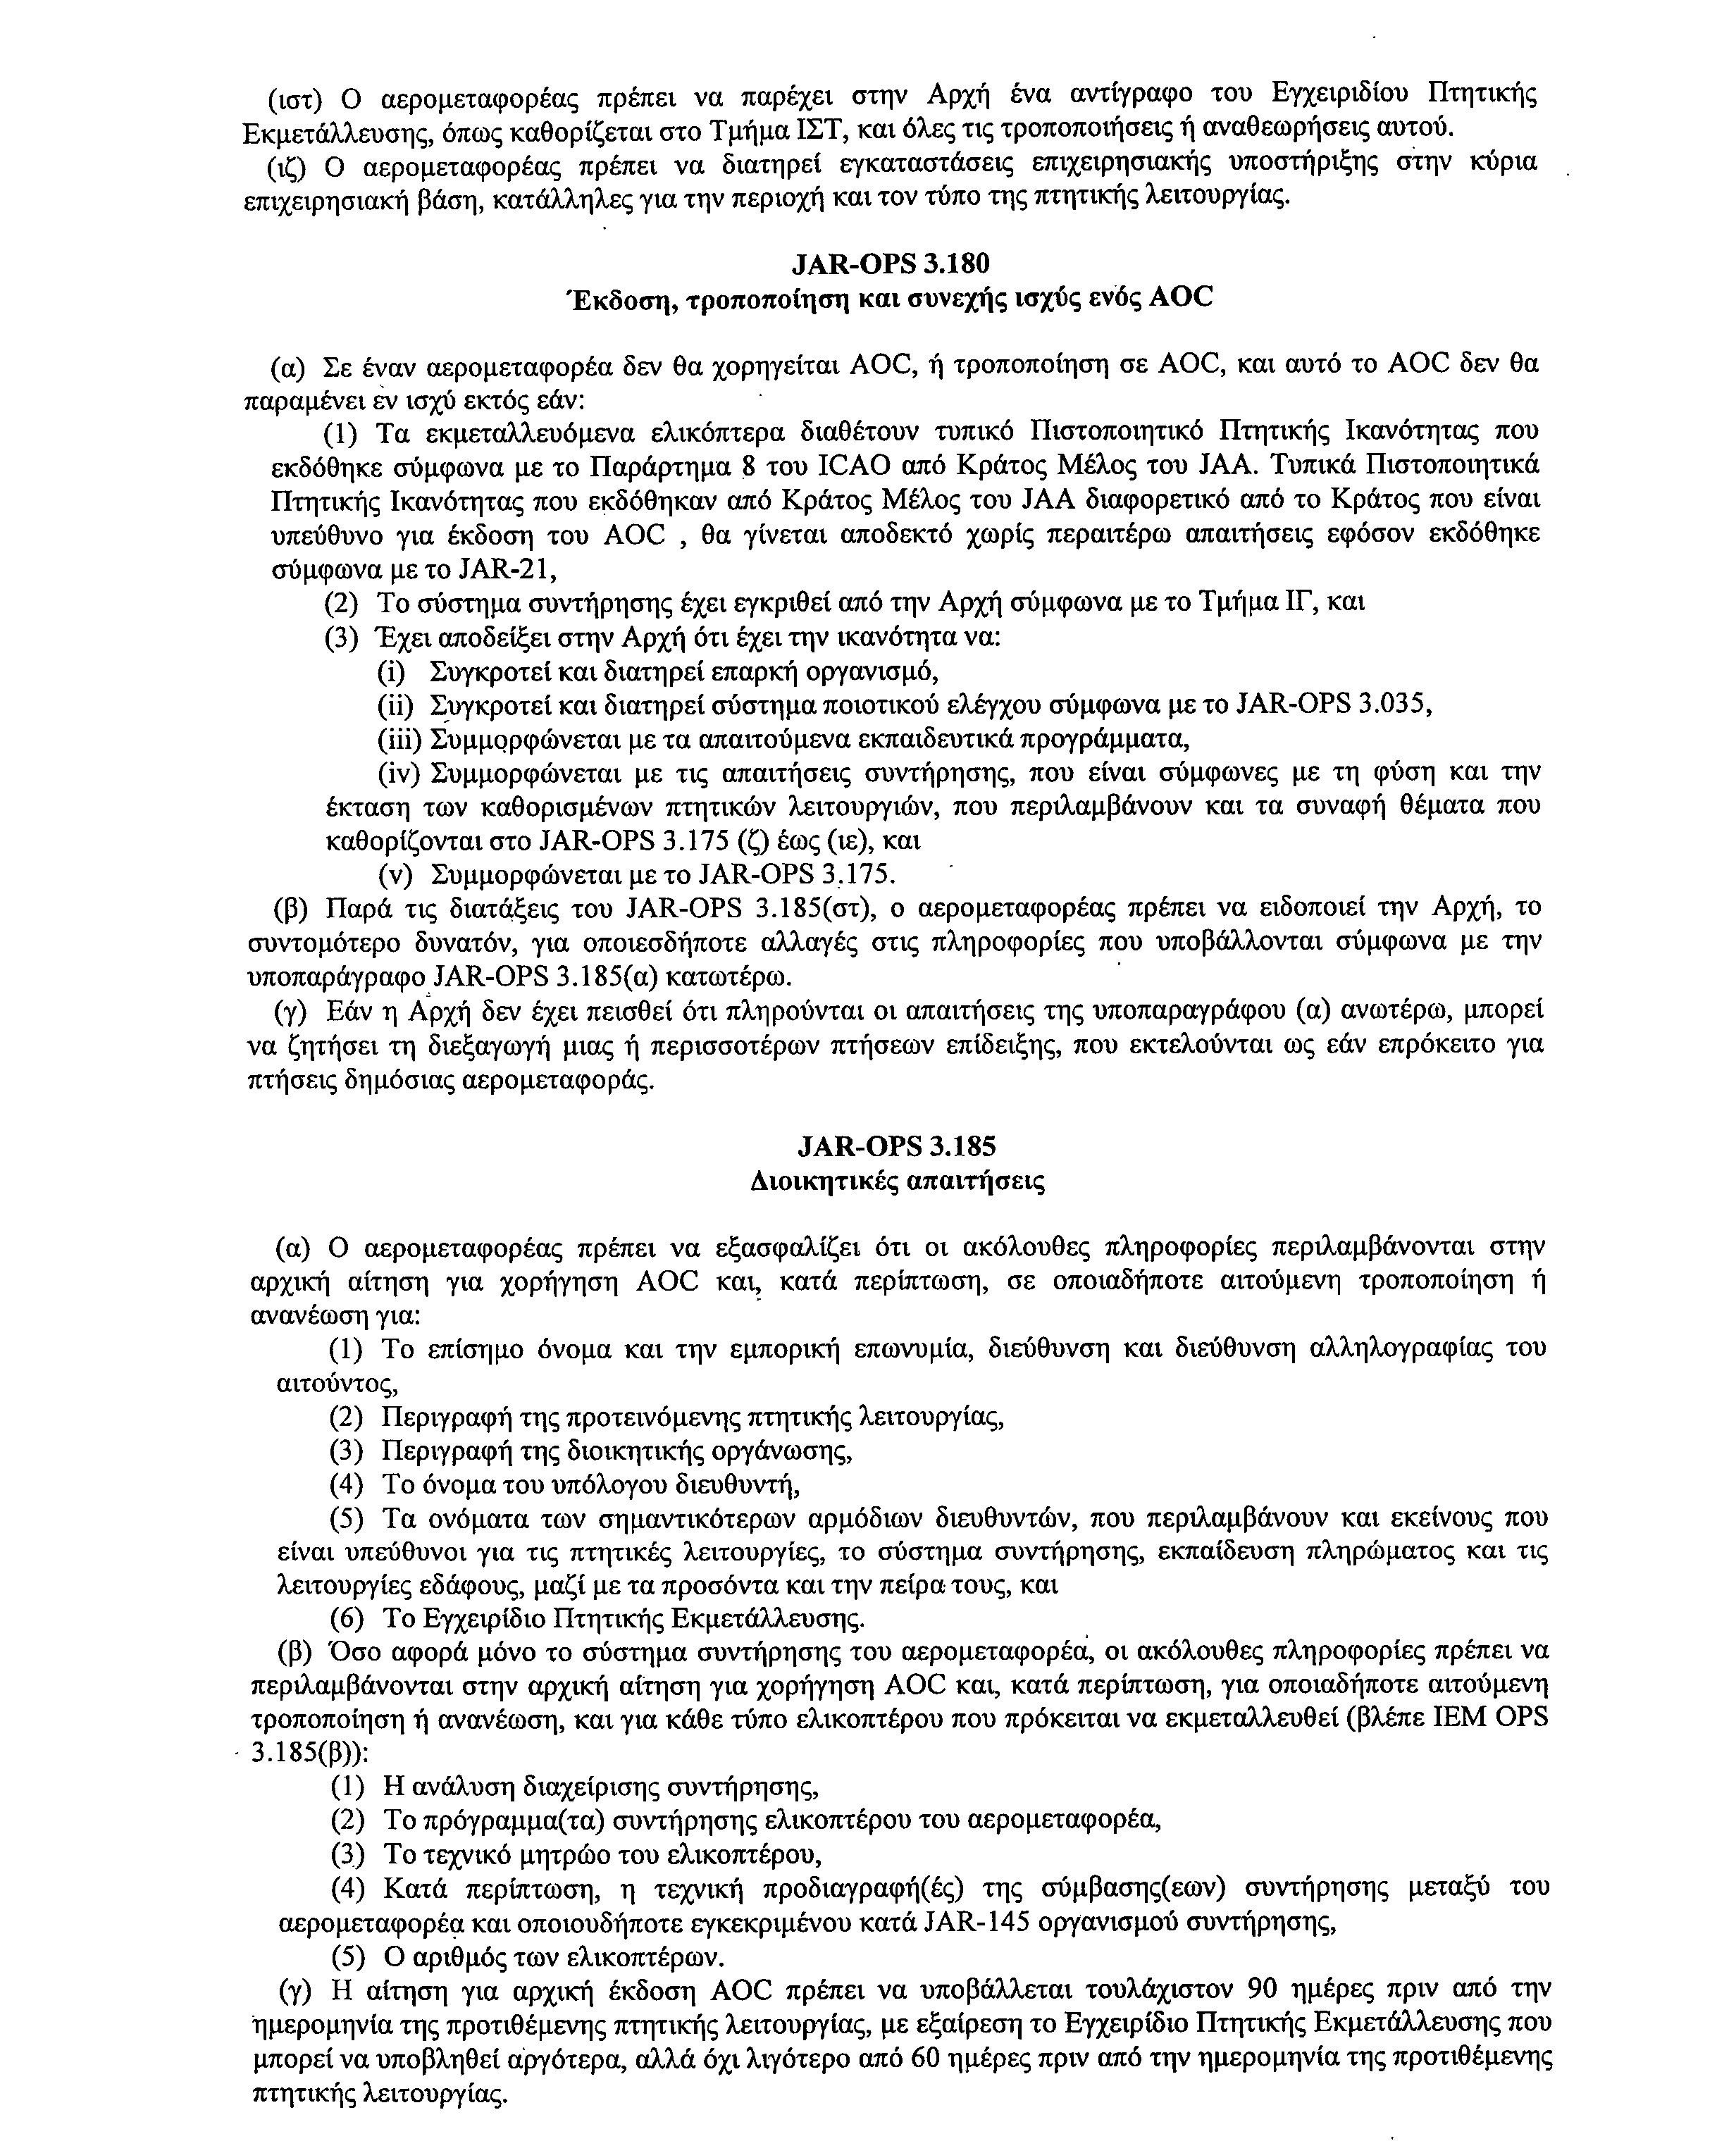 (ιστ) Ο αερομεταφορέας πρέπει να παρέχει στην Αρχή ένα αντίγραφο του Εγχειριδίου Πτητικής
Εκμετάλλευσης, όπως καθορίζεται στο Τμήμα ΙΣΤ, και όλες τις τροποποιήσεις ή αναθεωρήσεις αυτού.
(ιζ) Ο αερομεταφορέας πρέπει να διατηρεί εγκαταστάσεις επιχειρησιακής υποστήριξης στην κύρια
επιχειρησιακή βάση, κατάλληλες για την περιοχή και τον τύπο της πτητικής λειτουργίας.
JAR-OPS 3.180
Έκδοση, τροποποίηση και συνεχής ισχύς ενός AOC
(α) Σε έναν αερομεταφορέα δεν θα χορηγείται AOC, ή τροποποίηση σε AOC, και αυτό το AOC δεν θα
παραμένει εν ισχύ εκτός εάν:
(1) Τα εκμεταλλευόμενα ελικόπτερα διαθέτουν τυπικό Πιστοποιητικό Πτητικής Ικανότητας που
εκδόθηκε σύμφωνα με το Παράρτημα 8 του ICAO από Κράτος Μέλος του JAA. Τυπικά Πιστοποιητικά
Πτητικής Ικανότητας που εκδόθηκαν από Κράτος Μέλος του JAA διαφορετικό από το Κράτος που είναι
υπεύθυνο για έκδοση του AOC , θα γίνεται αποδεκτό χωρίς περαιτέρω απαιτήσεις εφόσον εκδόθηκε
σύμφωνα με το JAR-21,
(2) Το σύστημα συντήρησης έχει εγκριθεί από την Αρχή σύμφωνα με το Τμήμα ΙΓ, και
(3) Έχει αποδείξει στην Αρχή ότι έχει την ικανότητα να:
(i) Συγκροτεί και διατηρεί επαρκή οργανισμό,
(ii) Συγκροτεί και διατηρεί σύστημα ποιοτικού ελέγχου σύμφωνα με το JAR-OPS 3.035,
(iii) Συμμορφώνεται με τα απαιτούμενα εκπαιδευτικά προγράμματα,
(iv) Συμμορφώνεται με τις απαιτήσεις συντήρησης, που είναι σύμφωνες με τη φύση και την
έκταση των καθορισμένων πτητικών λειτουργιών, που περιλαμβάνουν και τα συναφή θέματα που
καθορίζονται στο JAR-OPS 3.175 (ζ) έως (ιε), και
(v) Συμμορφώνεται με το JAR-OPS 3.175.
(β) Παρά τις διατάξεις του JAR-OPS 3.185(στ), ο αερομεταφορέας πρέπει να ειδοποιεί την Αρχή, το
συντομότερο δυνατόν, για οποιεσδήποτε αλλαγές στις πληροφορίες που υποβάλλονται σύμφωνα με την
υποπαράγραφο JAR-OPS 3.185(α) κατωτέρω.
(γ) Εάν η Αρχή δεν έχει πεισθεί ότι πληρούνται οι απαιτήσεις της υποπαραγράφου (α) ανωτέρω, μπορεί
να ζητήσει τη διεξαγωγή μιας ή περισσοτέρων πτήσεων επίδειξης, που εκτελούνται ως εάν επρόκειτο για
πτήσεις δημόσιας αερομεταφοράς.
JAR-OPS 3.185
Διοικητικές απαιτήσεις
(α) Ο αερομεταφορέας πρέπει να εξασφαλίζει ότι οι ακόλουθες πληροφορίες περιλαμβάνονται στην
αρχική αίτηση για χορήγηση AOC και, κατά περίπτωση, σε οποιαδήποτε αιτούμενη τροποποίηση ή
ανανέωση για:
(1) Το επίσημο όνομα και την εμπορική επωνυμία, διεύθυνση και διεύθυνση αλληλογραφίας του
αιτούντος,
(2) Περιγραφή της προτεινόμενης πτητικής λειτουργίας,
(3) Περιγραφή της διοικητικής οργάνωσης,
(4) Το όνομα του υπόλογου διευθυντή,
(5) Τα ονόματα των σημαντικότερων αρμόδιων διευθυντών, που περιλαμβάνουν και εκείνους που
είναι υπεύθυνοι για τις πτητικές λειτουργίες, το σύστημα συντήρησης, εκπαίδευση πληρώματος και τις
λειτουργίες εδάφους, μαζί με τα προσόντα και την πείρα τους, και
(6) Το Εγχειρίδιο Πτητικής Εκμετάλλευσης.
(β) Όσο αφορά μόνο το σύστημα συντήρησης του αερομεταφορέα, οι ακόλουθες πληροφορίες πρέπει να
περιλαμβάνονται στην αρχική αίτηση για χορήγηση AOC και, κατά περίπτωση, για οποιαδήποτε αιτούμενη
τροποποίηση ή ανανέωση, και για κάθε τύπο ελικοπτέρου που πρόκειται να εκμεταλλευθεί (βλέπε IEM OPS
3.185(β)):
(1) Η ανάλυση διαχείρισης συντήρησης,
(2) Το πρόγραμμα(τα) συντήρησης ελικοπτέρου του αερομεταφορέα,
(3) Το τεχνικό μητρώο του ελικοπτέρου,
(4) Κατά περίπτωση, η τεχνική προδιαγραφή(ές) της σύμβασης(εων) συντήρησης μεταξύ του
αερομεταφορέα και οποιουδήποτε εγκεκριμένου κατά JAR-145 οργανισμού συντήρησης,
(5) Ο αριθμός των ελικοπτέρων.
(γ) Η αίτηση για αρχική έκδοση AOC πρέπει να υποβάλλεται τουλάχιστον 90 ημέρες πριν από την
ημερομηνία της προτιθέμενης πτητικής λειτουργίας, με εξαίρεση το Εγχειρίδιο Πτητικής Εκμετάλλευσης που
μπορεί να υποβληθεί αργότερα, αλλά όχι λιγότερο από 60 ημέρες πριν από την ημερομηνία της προτιθέμενης
πτητικής λειτουργίας.